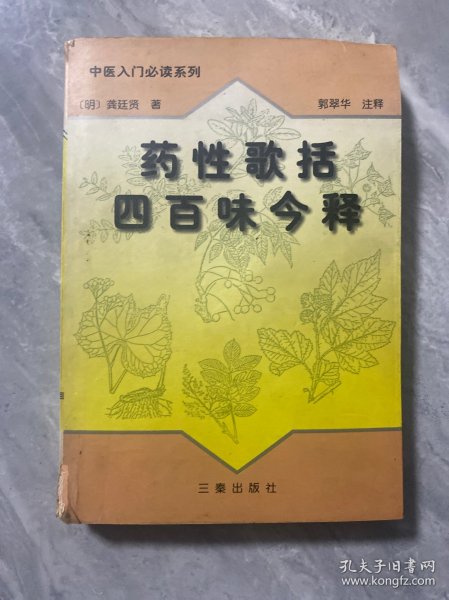 中医入门必读系列
〔明〕龚廷贤 著 郭翠华 注释
药性歌括
四百味今释
三秦出版社
孔夫子旧书网
www.kongfz.com